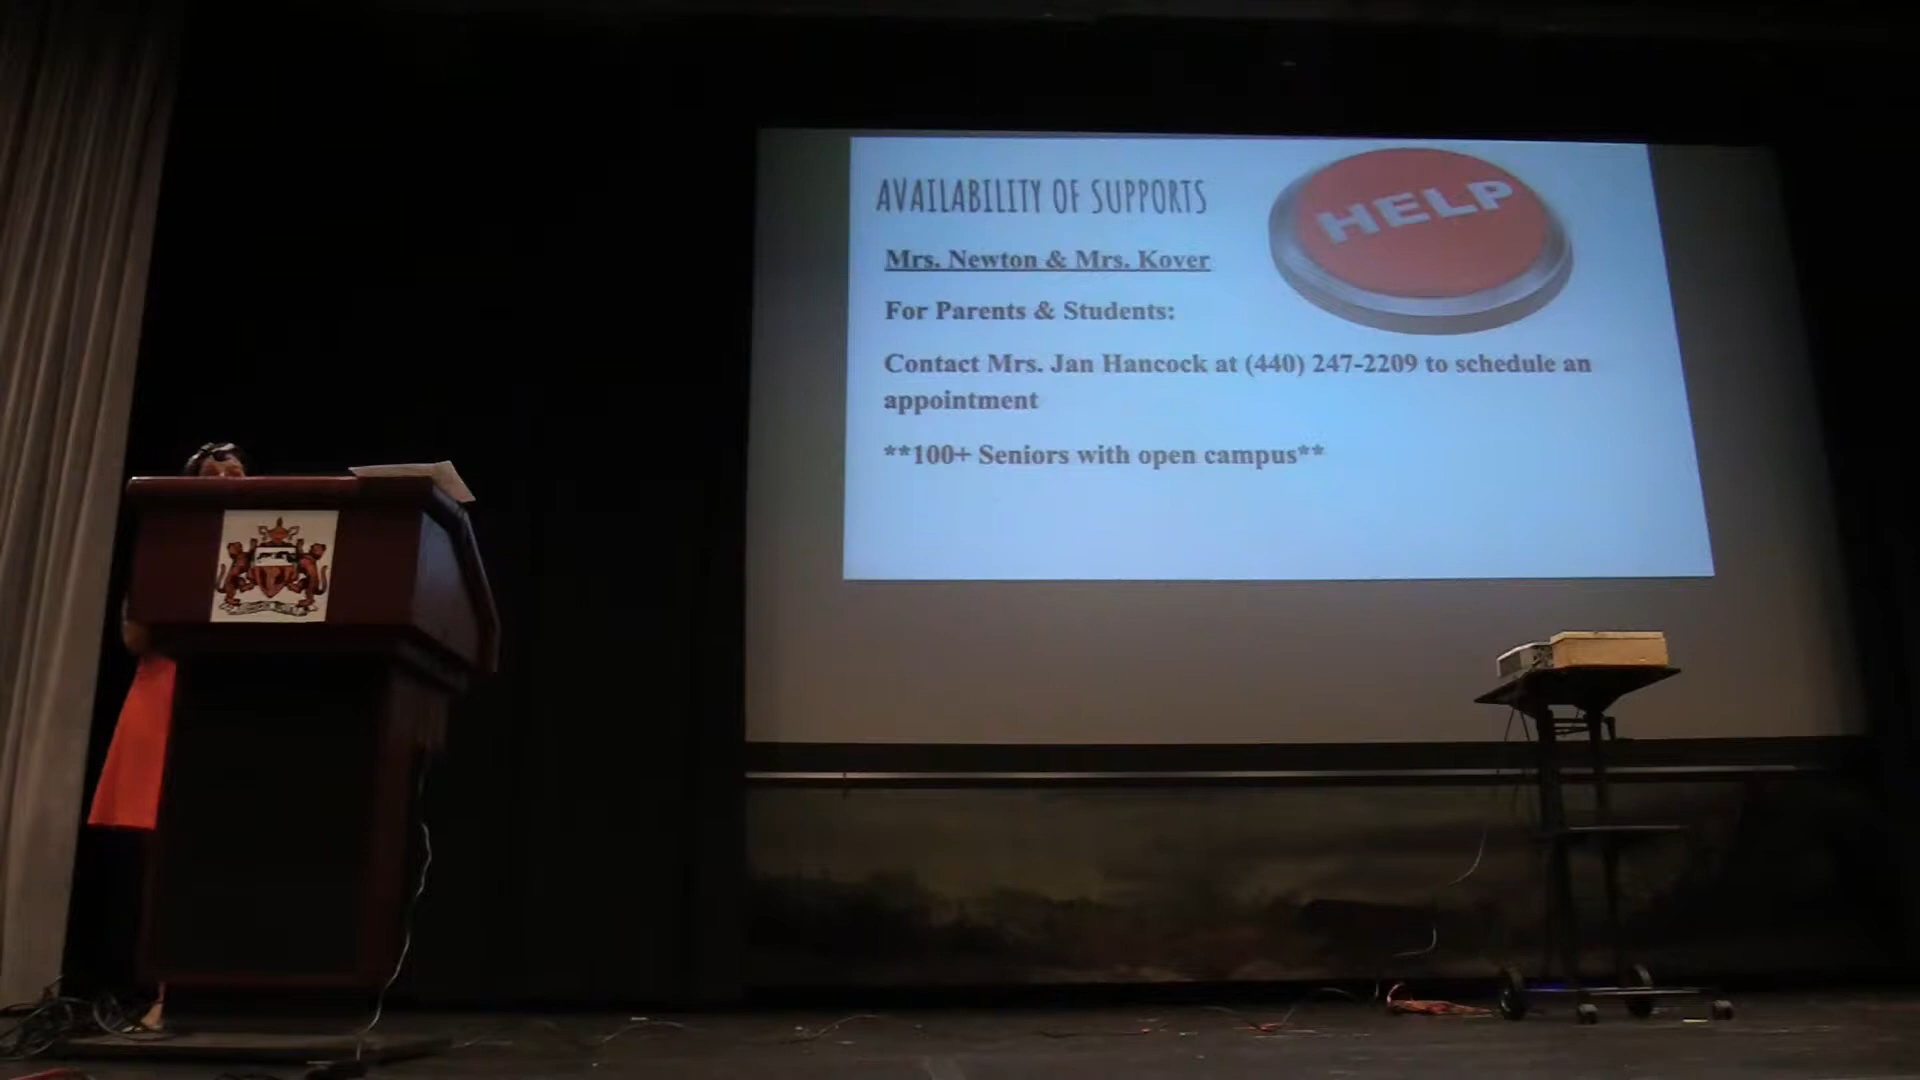 AVAILABILITY OF SUPPORTS
HELP
Mrs. Newton & Mrs. Kover
For Parents & Students:
Contact Mrs. Jan Hancock at (440) 247-2209 to schedule an
appointment
**100+ Seniors with open campus**